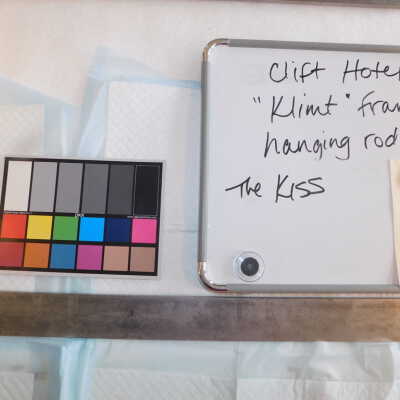 Clift Hotel
"Klimt" fram
hanging rod
The KISS